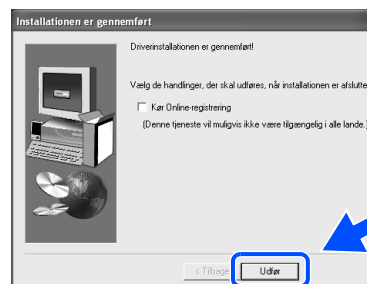 Installationen er gennemført
Driverinstallationen er gennemført!
Vælg de handlinger, der skal udføres, når installationen er afslutte
Kør Online-registrering
(Denne tjeneste vil muligvis ikke være tilgængelig i alle lande.)
< Tilbage
Udfør